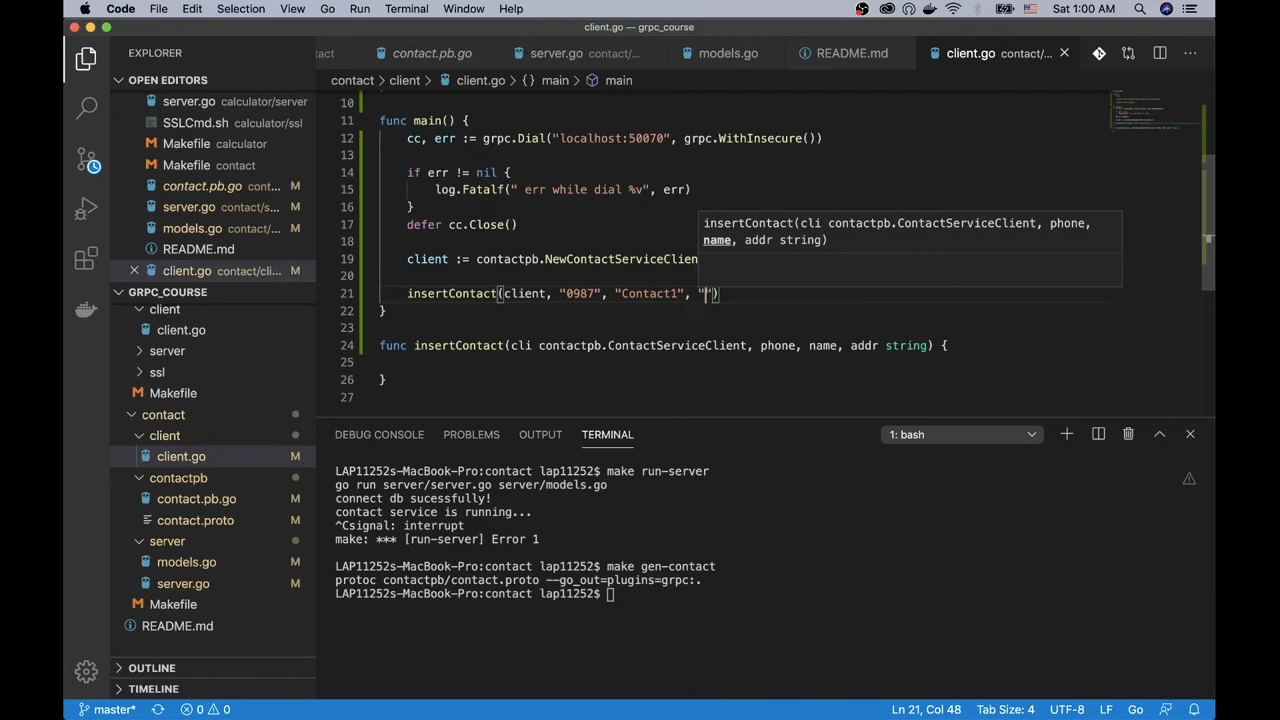 Code File Edit Selection View Go Run Terminal Window Help Sat 1:00 AM
client.go — grpc_course
EXPLORER
tact contact.pb.go server.go contact/... models.go README.md client.go contact/...
OPEN EDITORS
server.go calculator/server
SSLCmd.sh calculator/ssl
Makefile calculator
Makefile contact
contact.pb.go cont... M
server.go contact/s... M
models.go contact/... M
README.md
client.go contact/cli... M
GRPC_COURSE
client
client.go
server
ssl
Makefile
contact
client
client.go M
contactpb
contact.pb.go M
contact.proto M
server
models.go M
server.go M
Makefile
README.md
OUTLINE
TIMELINE
contact client client.go {} main main
10
11 func main() {
12 cc, err := grpc.Dial("localhost:50070", grpc.WithInsecure())
13
14 if err != nil {
15 log.Fatalf(" err while dial %v", err)
16 }
17 defer cc.Close()
18
19 client := contactpb.NewContactServiceClien
20
21 insertContact(client, "0987", "Contact1", "")
22 }
23
24 func insertContact(cli contactpb.ContactServiceClient, phone, name, addr string) {
25
26 }
27
insertContact(cli contactpb.ContactServiceClient, phone,
name, addr string)
DEBUG CONSOLE PROBLEMS OUTPUT TERMINAL 1: bash
LAP11252s-MacBook-Pro:contact lap11252$ make run-server
go run server/server.go server/models.go
connect db sucessfully!
contact service is running...
^Csignal: interrupt
make: *** [run-server] Error 1
LAP11252s-MacBook-Pro:contact lap11252$ make gen-contact
protoc contactpb/contact.proto --go_out=plugins=grpc:.
LAP11252s-MacBook-Pro:contact lap11252$
master* 0 0 Ln 21, Col 48 Tab Size: 4 UTF-8 LF Go